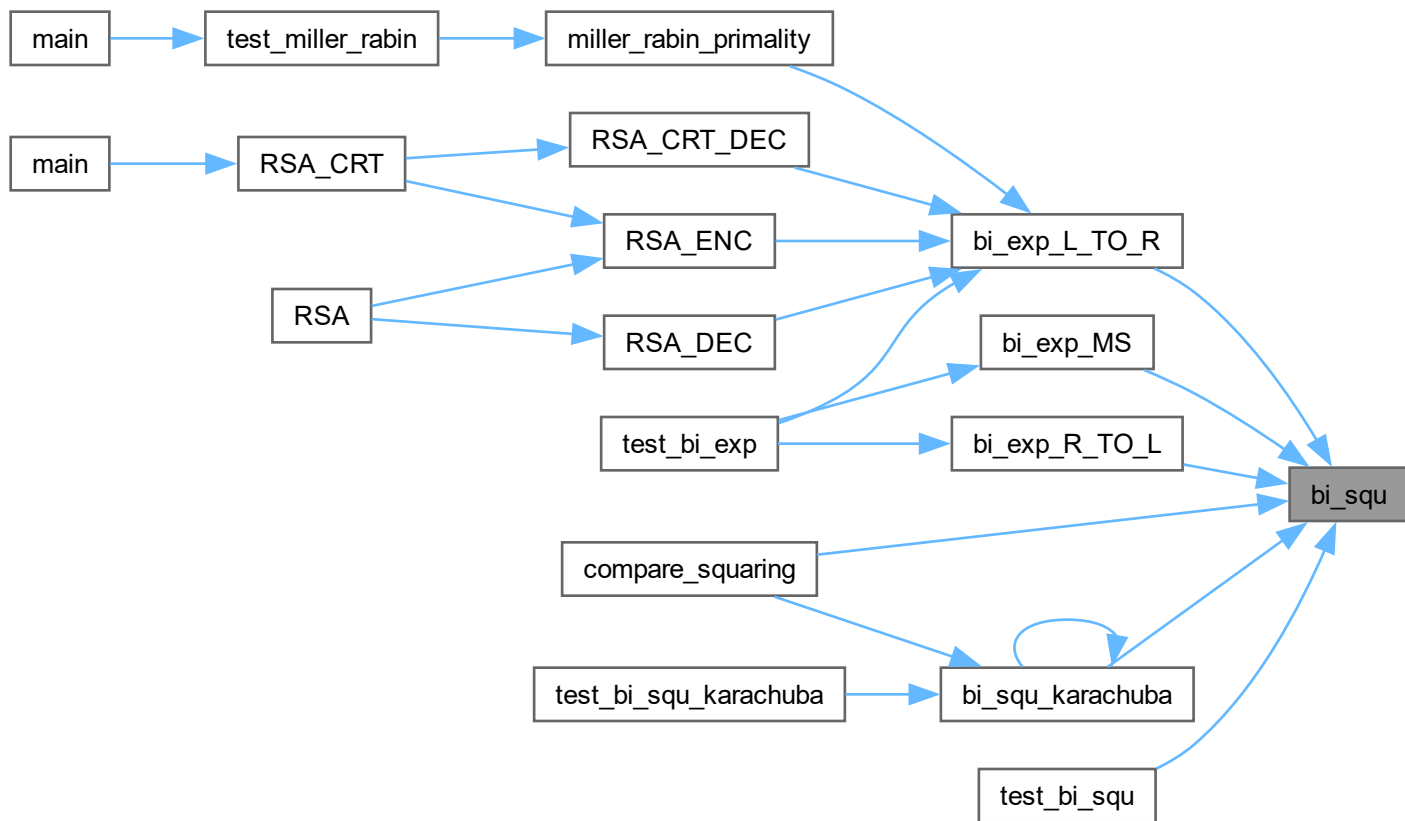 main
test_miller_rabin
miller_rabin_primality
main
RSA_CRT
RSA_CRT_DEC
RSA_ENC
bi_exp_L_TO_R
RSA
RSA_DEC
bi_exp_MS
test_bi_exp
bi_exp_R_TO_L
bi_squ
compare_squaring
test_bi_squ_karachuba
bi_squ_karachuba
test_bi_squ